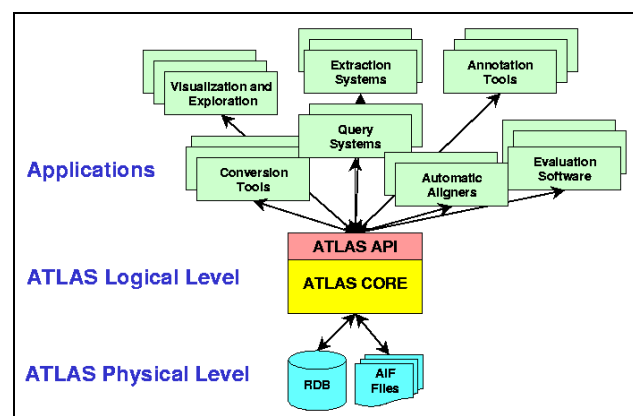 Extraction
Systems
Annotation
Tools
Visualization and
Exploration
Query
Systems
Applications
Conversion
Tools
Automatic
Aligners
Evaluation
Software
ATLAS API
ATLAS Logical Level
ATLAS CORE
ATLAS Physical Level
RDB
AIF
Files